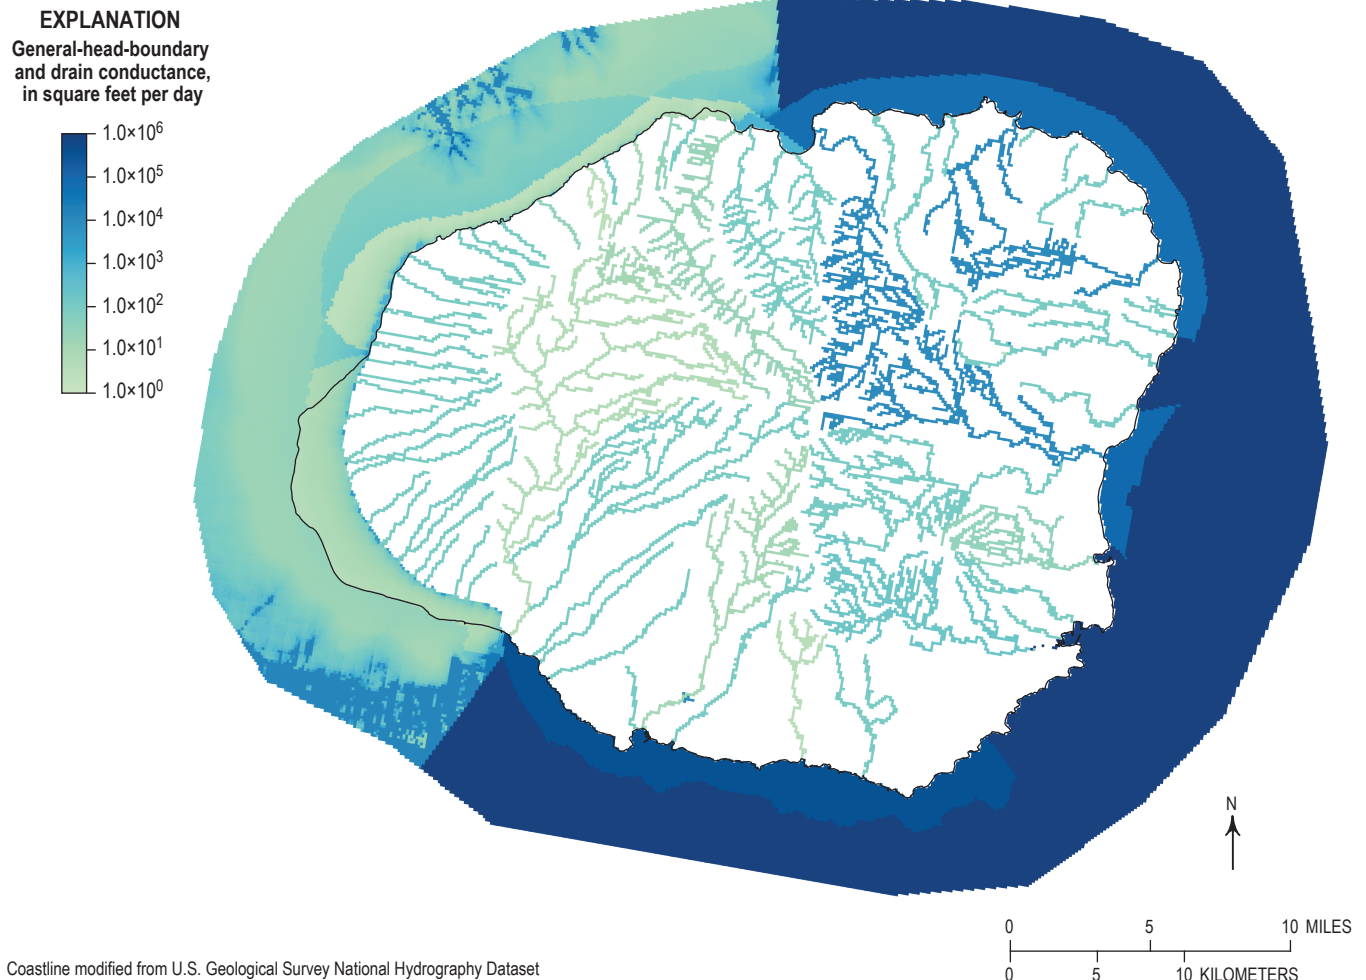 EXPLANATION
General-head-boundary
and drain conductance,
in square feet per day
1.0×10⁶
1.0×10⁵
1.0×10⁴
1.0×10³
1.0×10²
1.0×10¹
1.0×10⁰
N
0 5 10 MILES
0 5 10 KILOMETERS
Coastline modified from U.S. Geological Survey National Hydrography Dataset